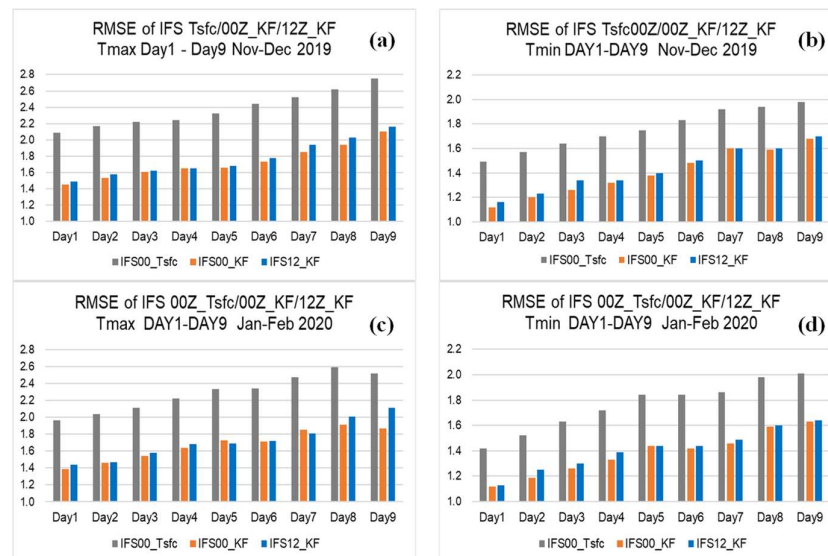 RMSE of IFS Tsfc/00Z_KF/12Z_KF
Tmax Day1 - Day9 Nov-Dec 2019
(a)
2.8
2.6
2.4
2.2
2.0
1.8
1.6
1.4
1.2
1.0
Day1 Day2 Day3 Day4 Day5 Day6 Day7 Day8 Day9
IFS00_Tsfc IFS00_KF IFS12_KF
RMSE of IFS Tsfc00Z/00Z_KF/12Z_KF
Tmin DAY1-DAY9 Nov-Dec 2019
(b)
2.2
2.0
1.8
1.6
1.4
1.2
1.0
Day1 Day2 Day3 Day4 Day5 Day6 Day7 Day8 Day9
IFS00_Tsfc IFS00_KF IFS12_KF
RMSE of IFS 00Z_Tsfc/00Z_KF/12Z_KF
Tmax DAY1-DAY9 Jan-Feb 2020
(c)
2.8
2.6
2.4
2.2
2.0
1.8
1.6
1.4
1.2
1.0
Day1 Day2 Day3 Day4 Day5 Day6 Day7 Day8 Day9
IFS00_Tsfc IFS00_KF IFS12_KF
RMSE of IFS 00Z_Tsfc/00Z_KF/12Z_KF
Tmin DAY1-DAY9 Jan-Feb 2020
(d)
2.2
2.0
1.8
1.6
1.4
1.2
1.0
Day1 Day2 Day3 Day4 Day5 Day6 Day7 Day8 Day9
IFS00_Tsfc IFS00_KF IFS12_KF